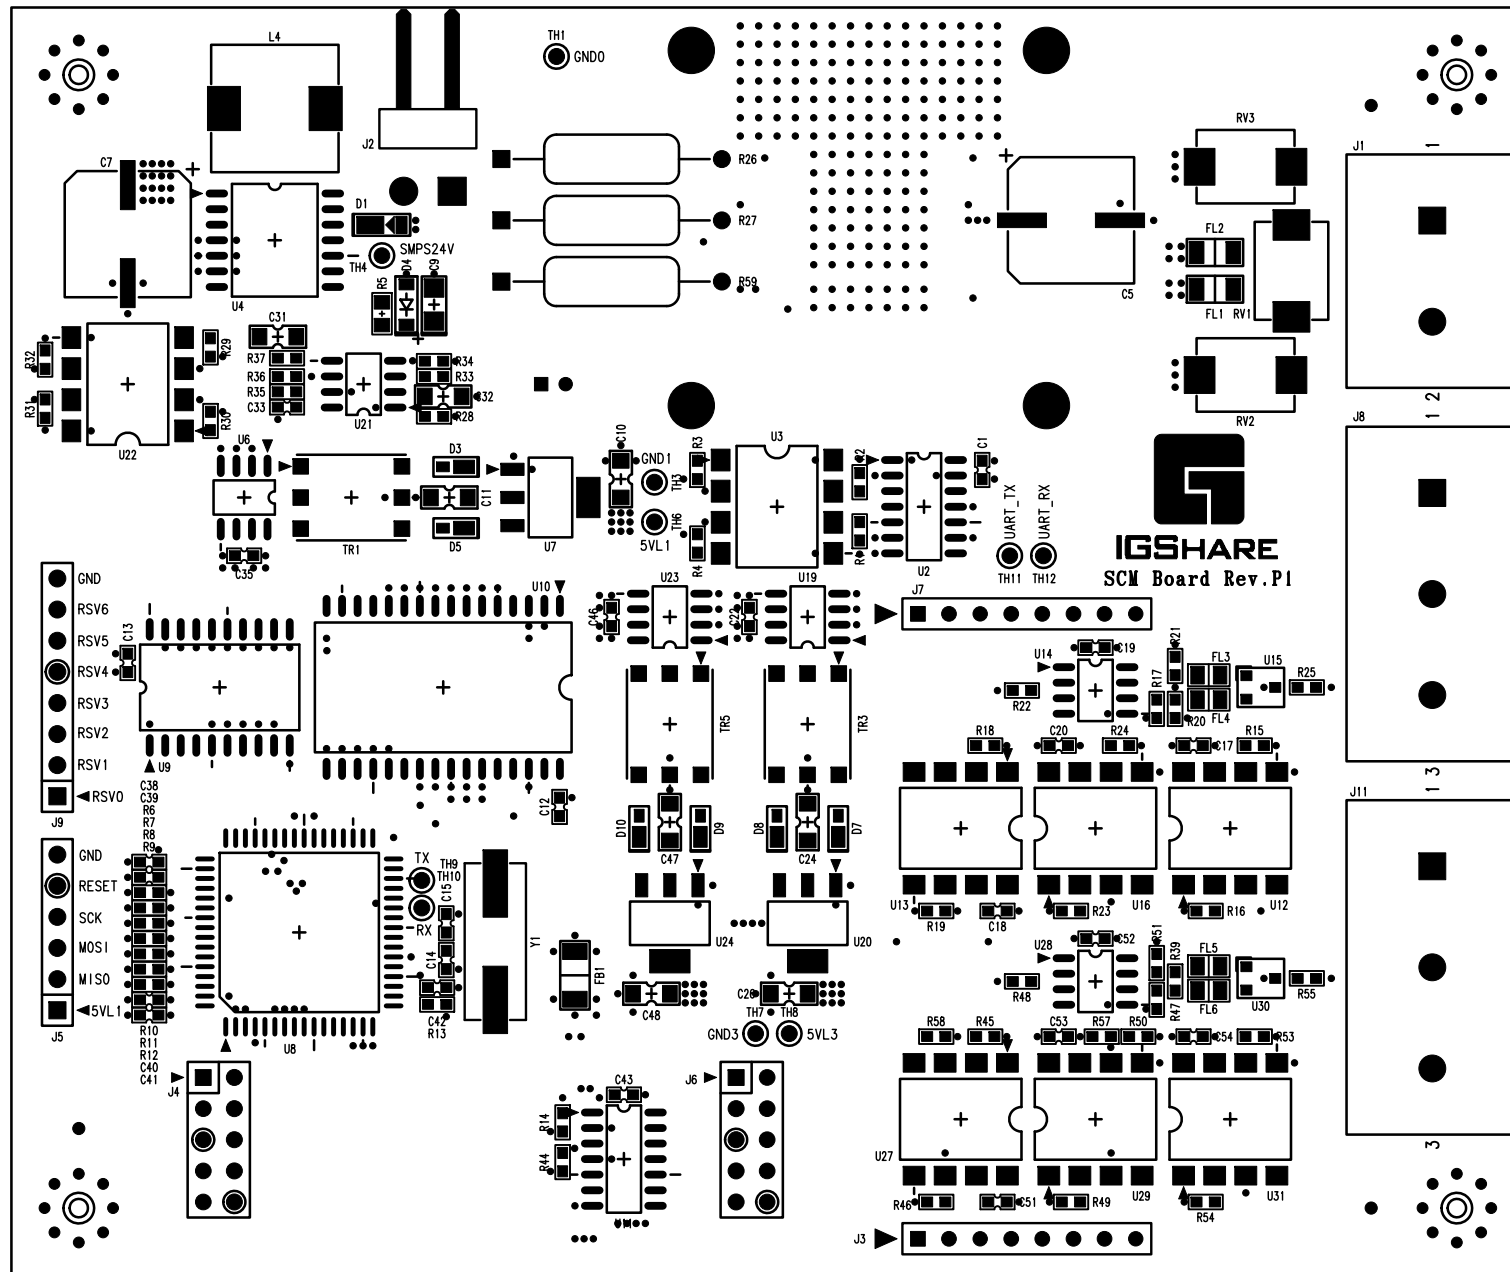 L4
TH1
GND0
J2
C7
R26
RV3
J1
1
D1
R27
SMPS24V
TH4
FL2
R5
D4
C9
R59
C5
FL1
RV1
U4
C31
R32
R29
R37
R34
R36
R33
R35
C32
C33
R28
R31
R30
U21
U22
RV2
1 2
J8
U6
D3
C10
GND1
R3
U3
R2
C1
TH3
C11
UART_TX
UART_RX
TH6
D5
U7
5VL1
R4
TR1
C35
U2
TH11
TH12
IGSHARE
SCM Board Rev.P1
U10
U23
U19
J7
GND
RSV6
RSV5
RSV4
RSV3
RSV2
RSV1
RSV0
J9
C13
C46
C22
C19
R21
U14
FL3
U15
R17
R25
R22
R20
FL4
TR5
TR3
R18
C20
R24
C17
R15
U9
1 3
J11
C38
C39
R6
R7
R8
R9
C12
D10
D9
D8
D7
C47
C24
GND
RESET
SCK
MOSI
MISO
5VL1
J5
TX
TH9
TH10
RX
C15
C14
Y1
U13
R19
C18
R23
U16
R16
U12
U24
U20
U28
C52
R51
R39
FL5
FB1
R48
R47
FL6
U30
R55
C48
C26
C42
R13
TH7
TH8
GND3
5VL3
R58
R45
C53
R57
R50
C54
R53
R10
R11
R12
C40
C41
U8
J4
C43
J6
R14
R44
3
U27
R46
C51
R49
U29
R54
U31
J3